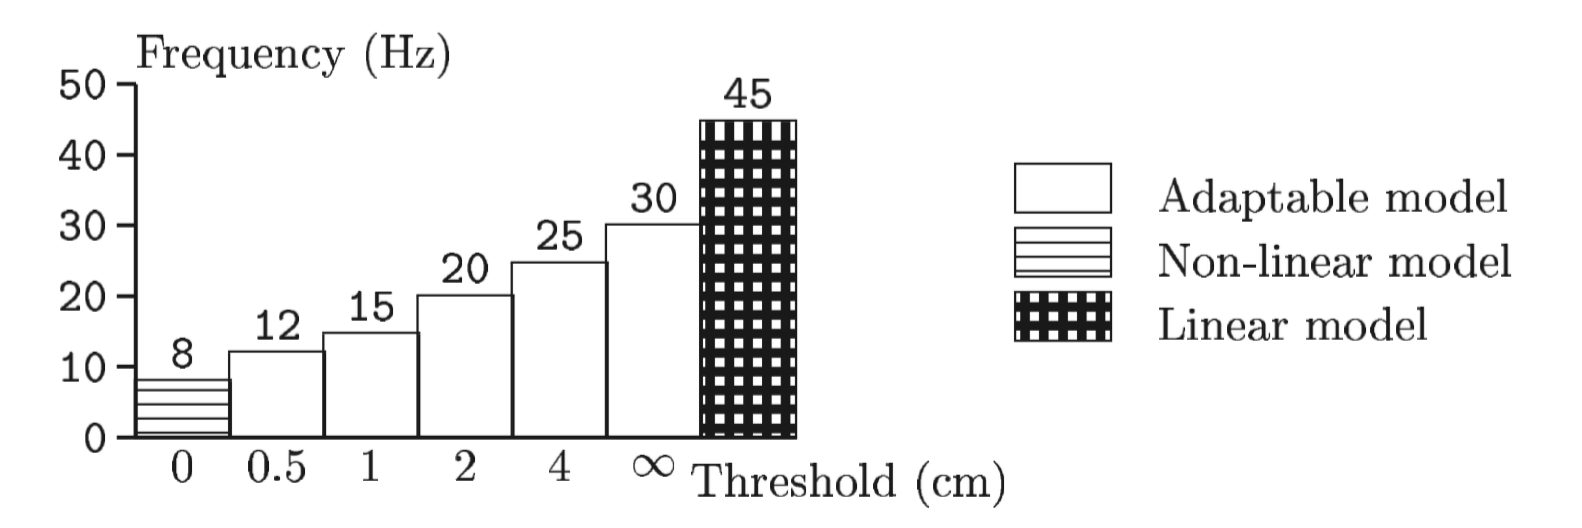 Frequency (Hz)
50
40
30
20
10
0
8
12
15
20
25
30
45
0 0.5 1 2 4 ∞ Threshold (cm)
Adaptable model
Non-linear model
Linear model